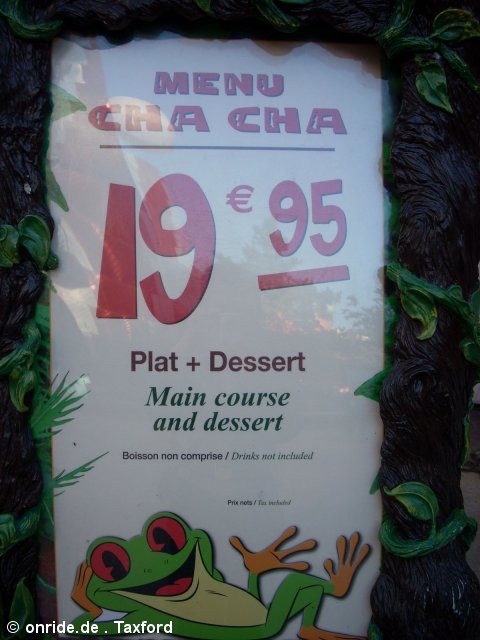 MENU
CHA CHA
19 € 95
Plat + Dessert
Main course
and dessert
Boisson non comprise / Drinks not included
Prix nets / Tax included
© onride.de . Taxford